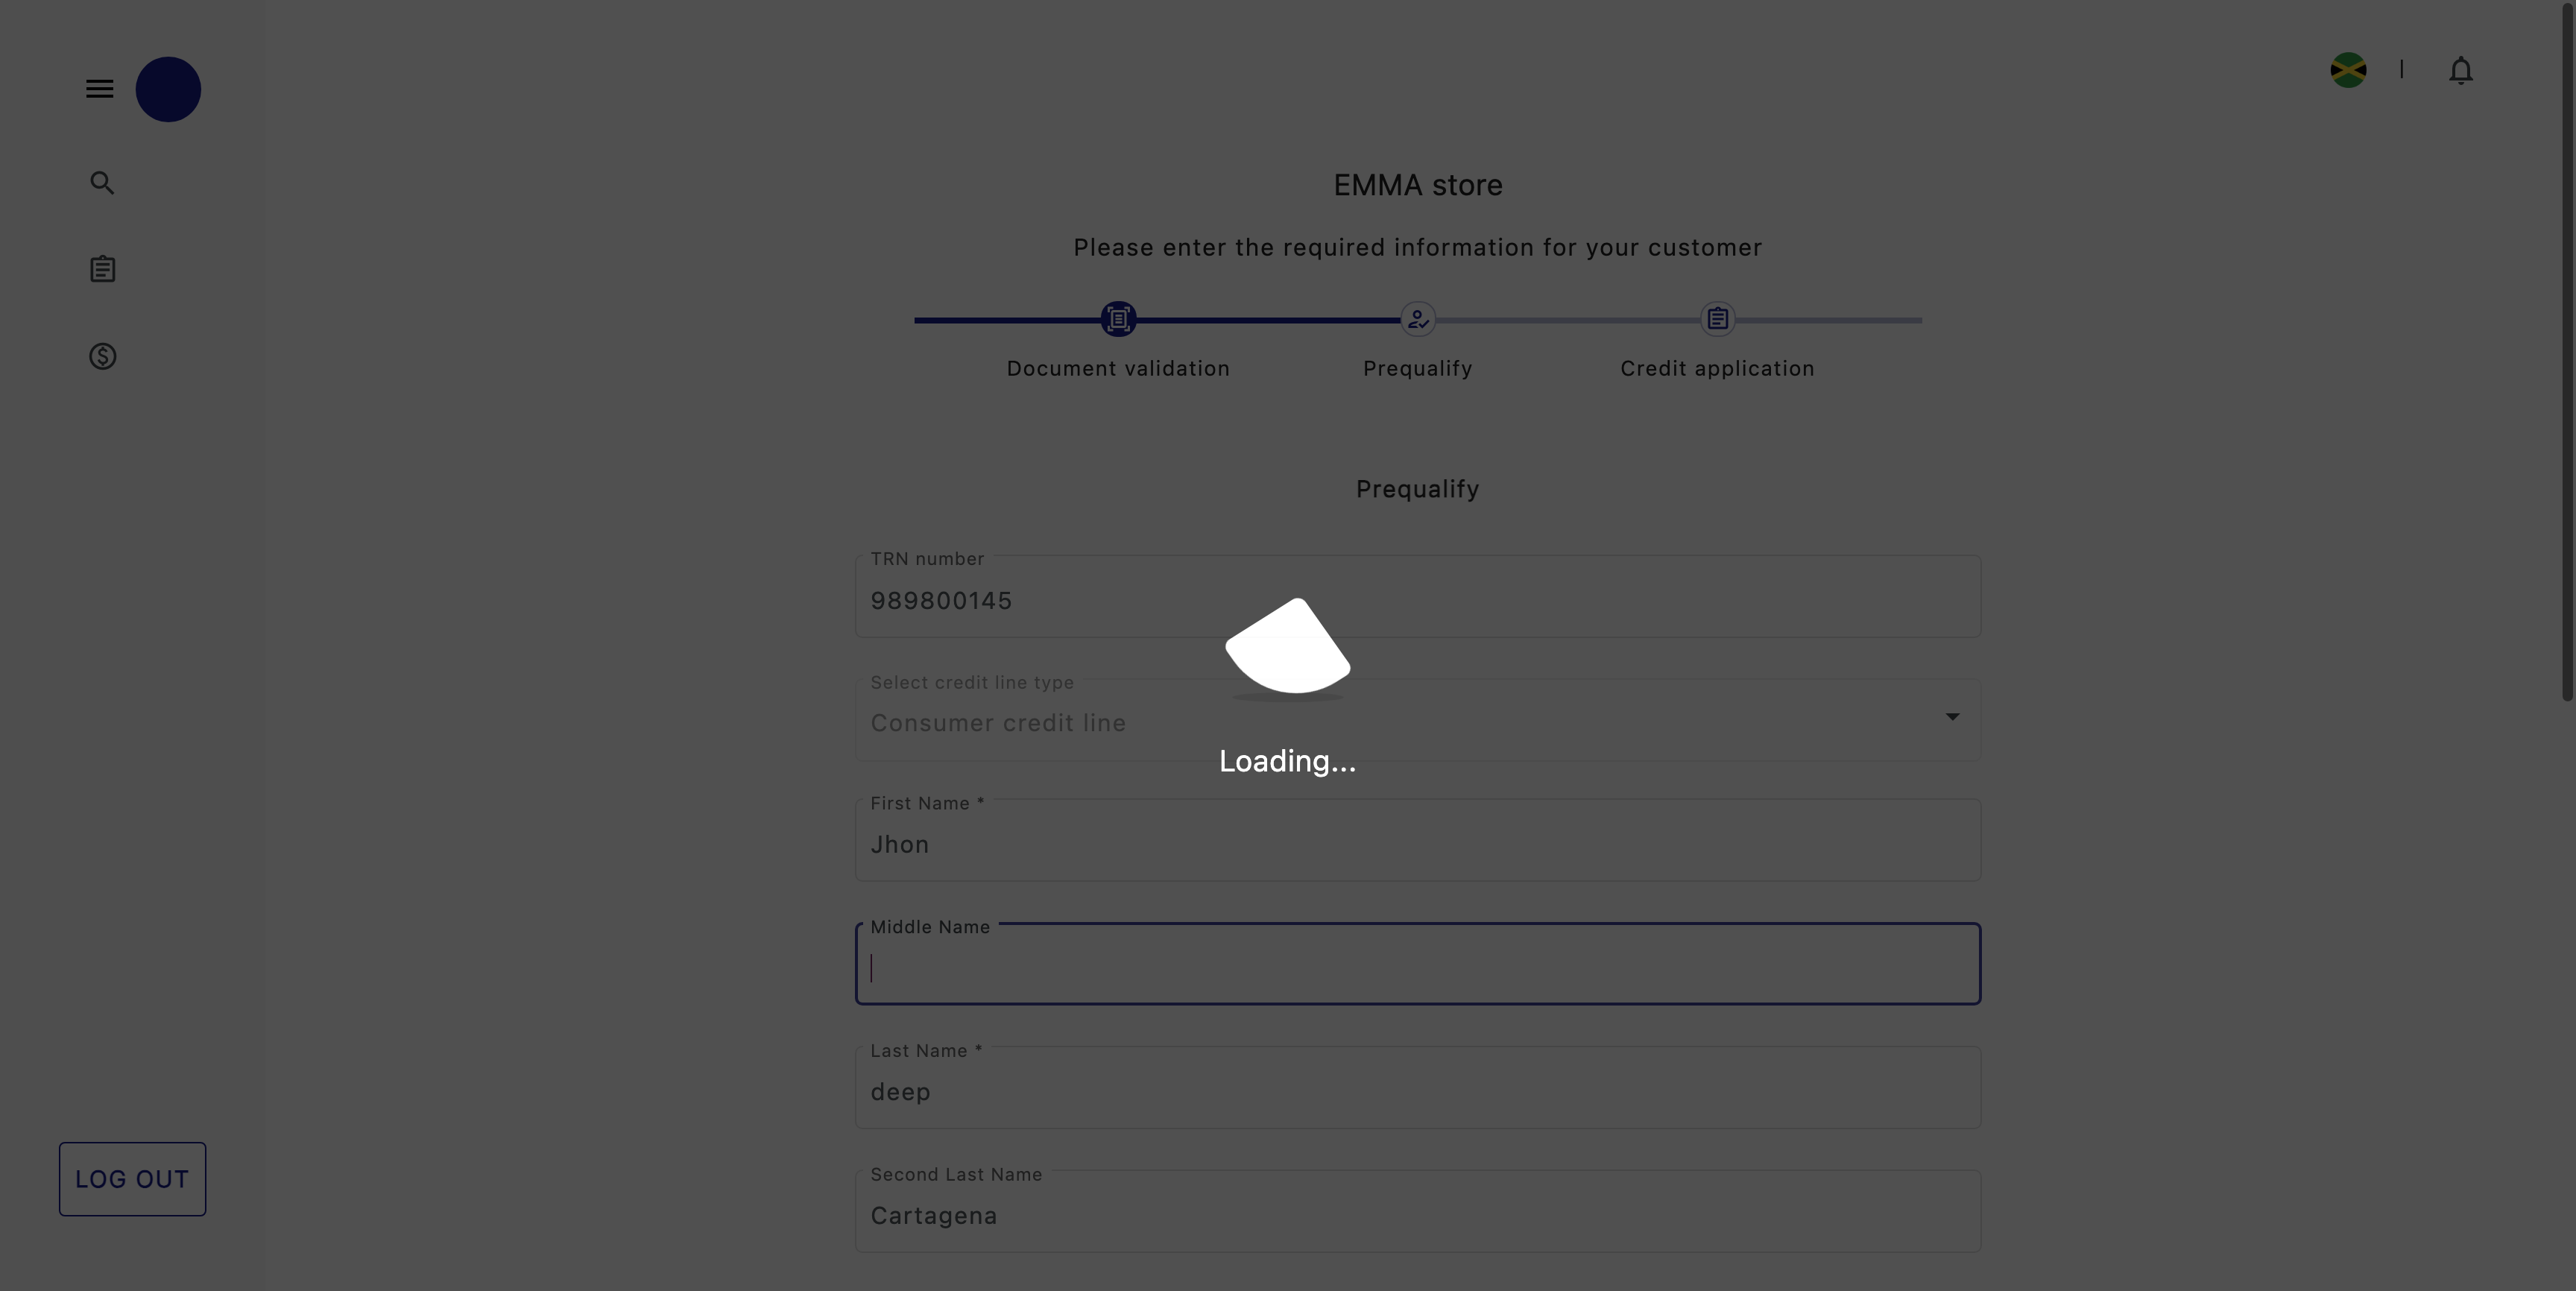 EMMA store
Please enter the required information for your customer
Document validation
Prequalify
Credit application
Prequalify
TRN number
989800145
Select credit line type
Consumer credit line
Loading...
First Name *
Jhon
Middle Name
Last Name *
deep
Second Last Name
Cartagena
LOG OUT